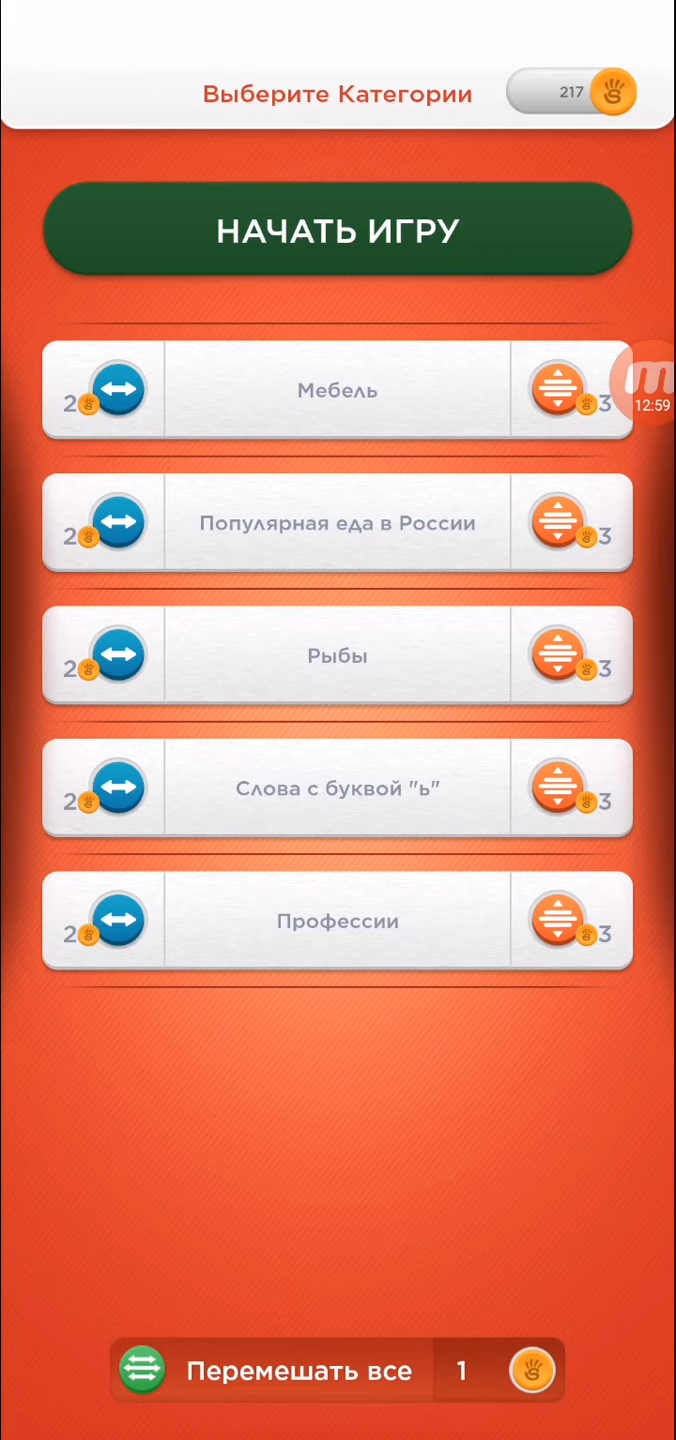 Выберите Категории
217
НАЧАТЬ ИГРУ
2 Мебель 3
m
12:59
2 Популярная еда в России 3
2 Рыбы 3
2 Слова с буквой "ь" 3
2 Профессии 3
Перемешать все 1